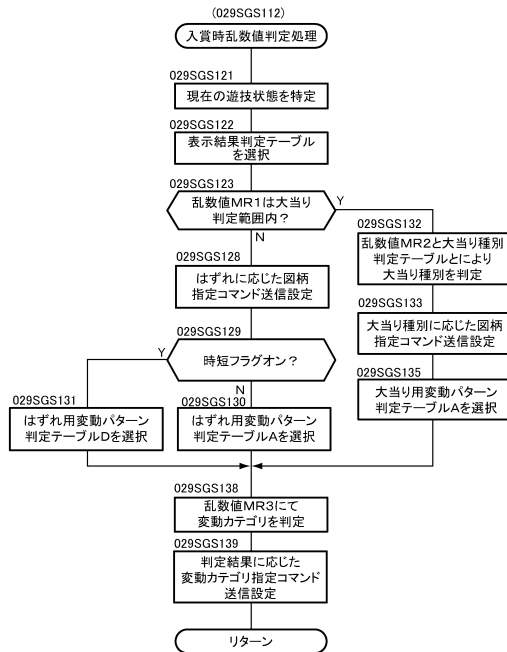 (029SGS112)
入賞時乱数値判定処理
029SGS121
現在の遊技状態を特定
029SGS122
表示結果判定テーブル
を選択
029SGS123
乱数値MR1は大当り
判定範囲内？
Y
N
029SGS132
乱数値MR2と大当り種別
判定テーブルとにより
大当り種別を判定
029SGS128
はずれに応じた図柄
指定コマンド送信設定
029SGS133
大当り種別に応じた図柄
指定コマンド送信設定
029SGS129
時短フラグオン？
Y
N
029SGS135
大当り用変動パターン
判定テーブルAを選択
029SGS131
はずれ用変動パターン
判定テーブルDを選択
029SGS130
はずれ用変動パターン
判定テーブルAを選択
029SGS138
乱数値MR3にて
変動カテゴリを判定
029SGS139
判定結果に応じた
変動カテゴリ指定コマンド
送信設定
リターン